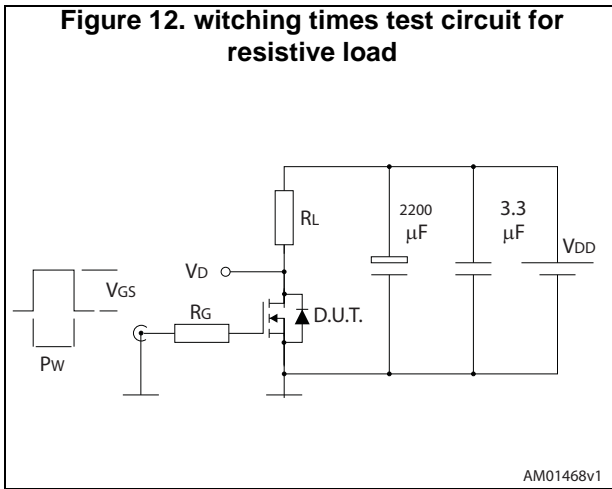 Figure 12. witching times test circuit for
resistive load
RL
2200
μF
3.3
μF
VDD
VD
VGS
RG
D.U.T.
PW
AM01468v1